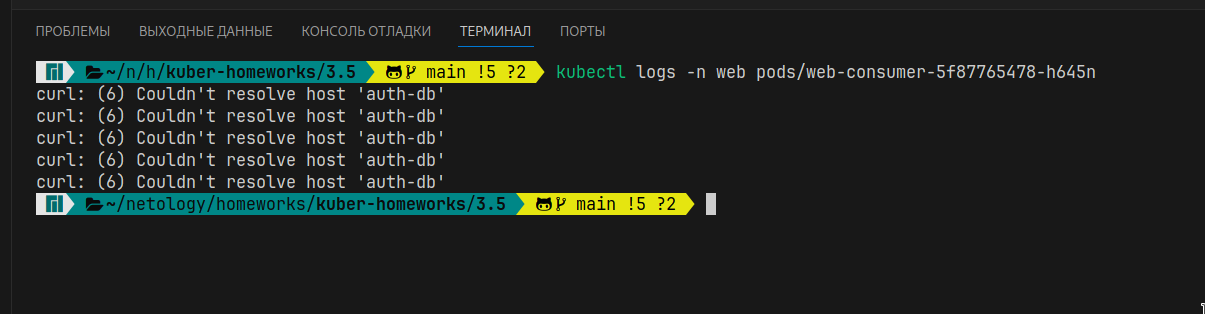 ПРОБЛЕМЫ ВЫХОДНЫЕ ДАННЫЕ КОНСОЛЬ ОТЛАДКИ ТЕРМИНАЛ ПОРТЫ
~/n/h/kuber-homeworks/3.5 main !5 ?2 kubectl logs -n web pods/web-consumer-5f87765478-h645n
curl: (6) Couldn't resolve host 'auth-db'
curl: (6) Couldn't resolve host 'auth-db'
curl: (6) Couldn't resolve host 'auth-db'
curl: (6) Couldn't resolve host 'auth-db'
curl: (6) Couldn't resolve host 'auth-db'
~/netology/homeworks/kuber-homeworks/3.5 main !5 ?2